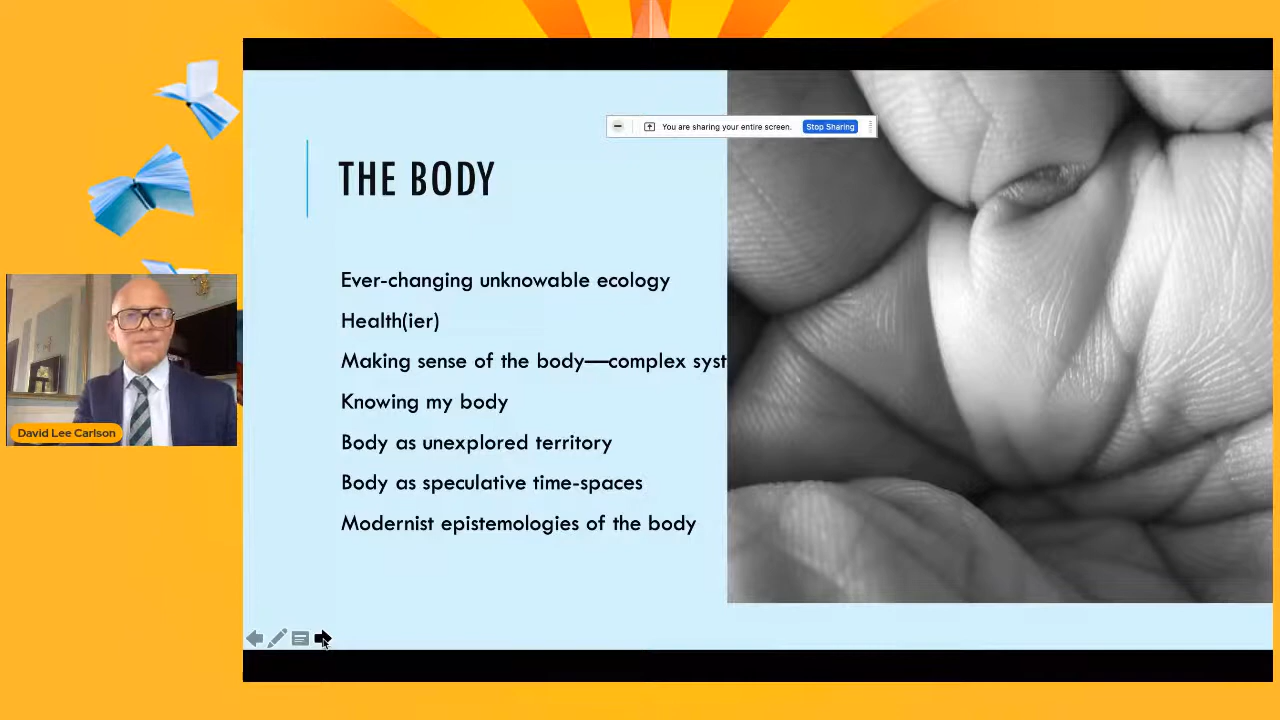 You are sharing your entire screen.
Stop Sharing
THE BODY
Ever-changing unknowable ecology
Health(ier)
Making sense of the body—complex syst
Knowing my body
Body as unexplored territory
Body as speculative time-spaces
Modernist epistemologies of the body
David Lee Carlson